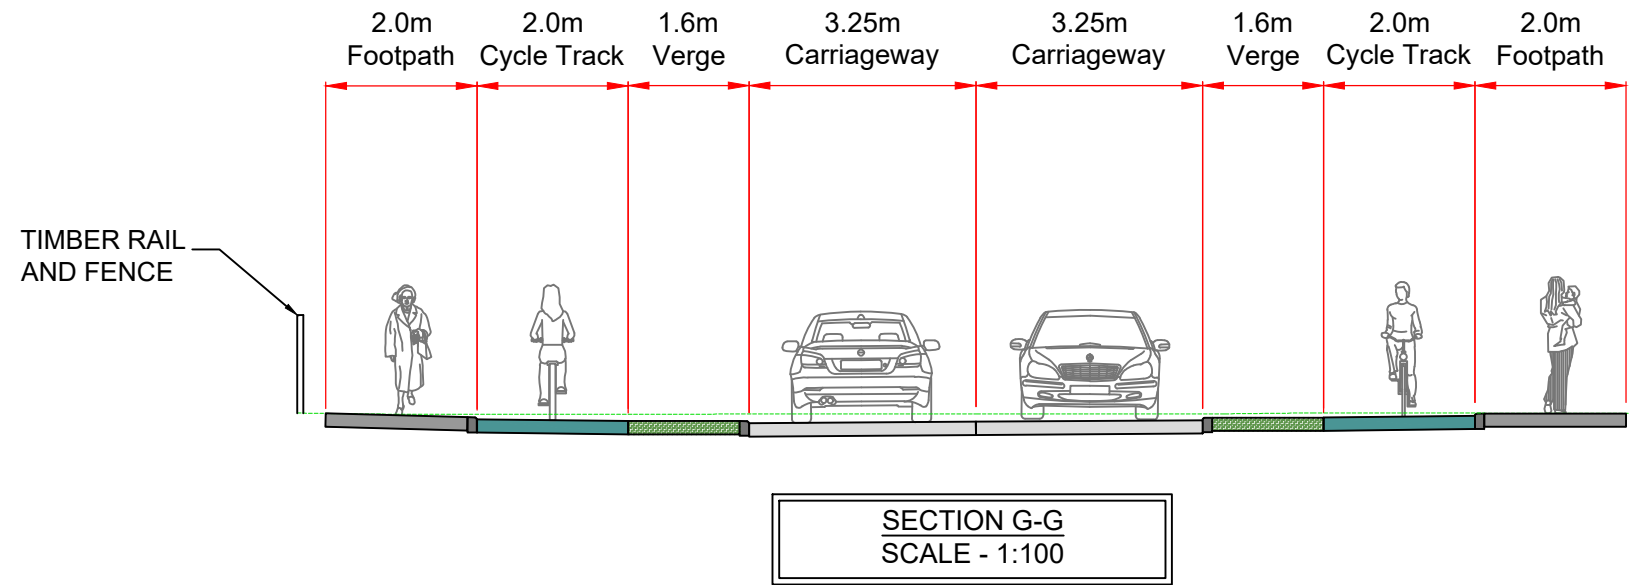 2.0m
Footpath
2.0m
Cycle Track
1.6m
Verge
3.25m
Carriageway
3.25m
Carriageway
1.6m
Verge
2.0m
Cycle Track
2.0m
Footpath
TIMBER RAIL
AND FENCE
SECTION G-G
SCALE - 1:100